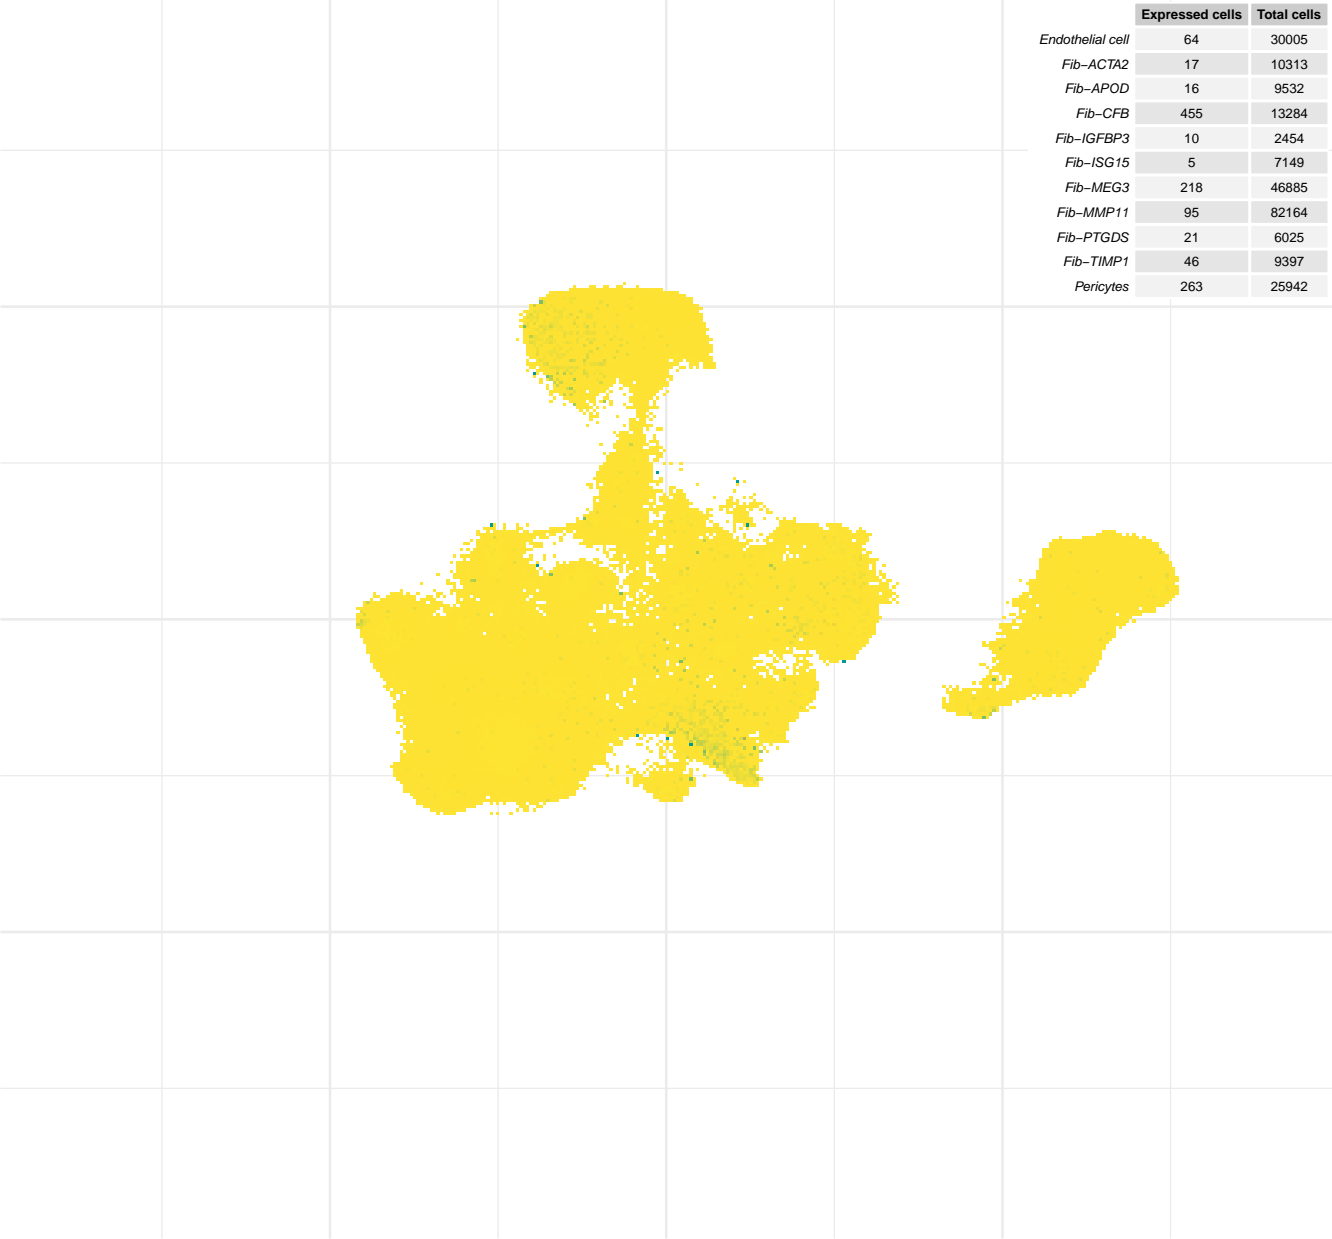 Expressed cells Total cells
Endothelial cell 64 30005
Fib−ACTA2 17 10313
Fib−APOD 16 9532
Fib−CFB 455 13284
Fib−IGFBP3 10 2454
Fib−ISG15 5 7149
Fib−MEG3 218 46885
Fib−MMP11 95 82164
Fib−PTGDS 21 6025
Fib−TIMP1 46 9397
Pericytes 263 25942